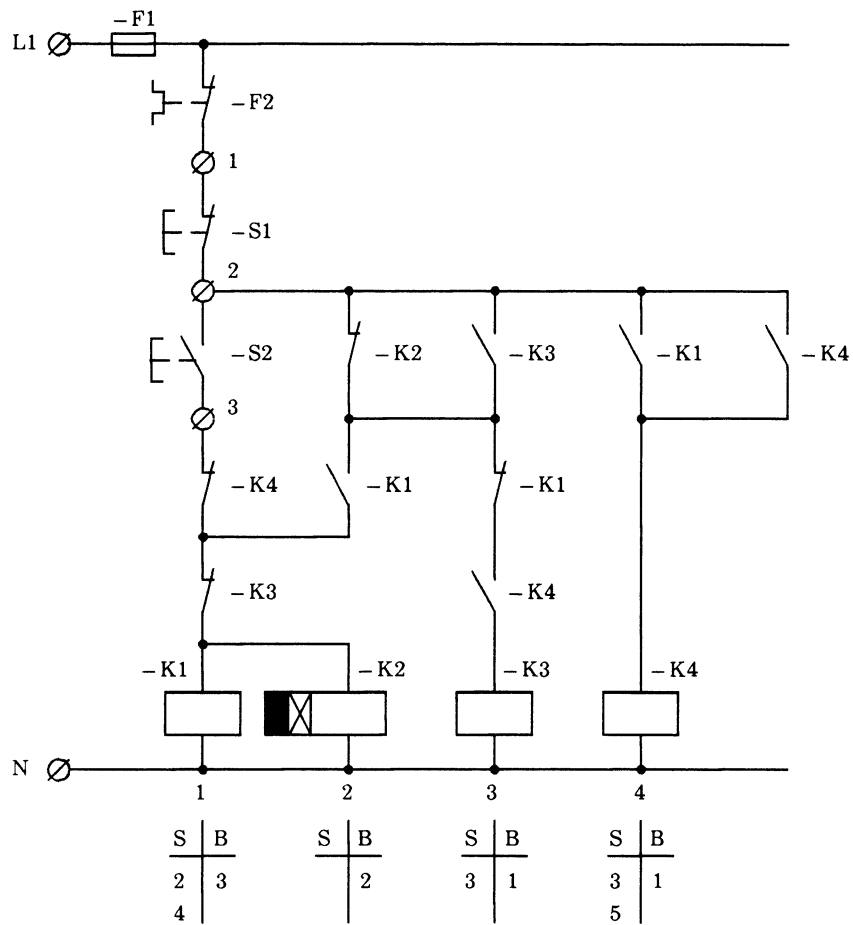 –F1
L1
–F2
1
–S1
2
–S2 –K2 –K3 –K1 –K4
3
–K4 –K1 –K1
–K3 –K4
–K1 –K2 –K3 –K4
N
1 2 3 4
S B S B S B S B
2 3 2 3 1 3 1
4 5